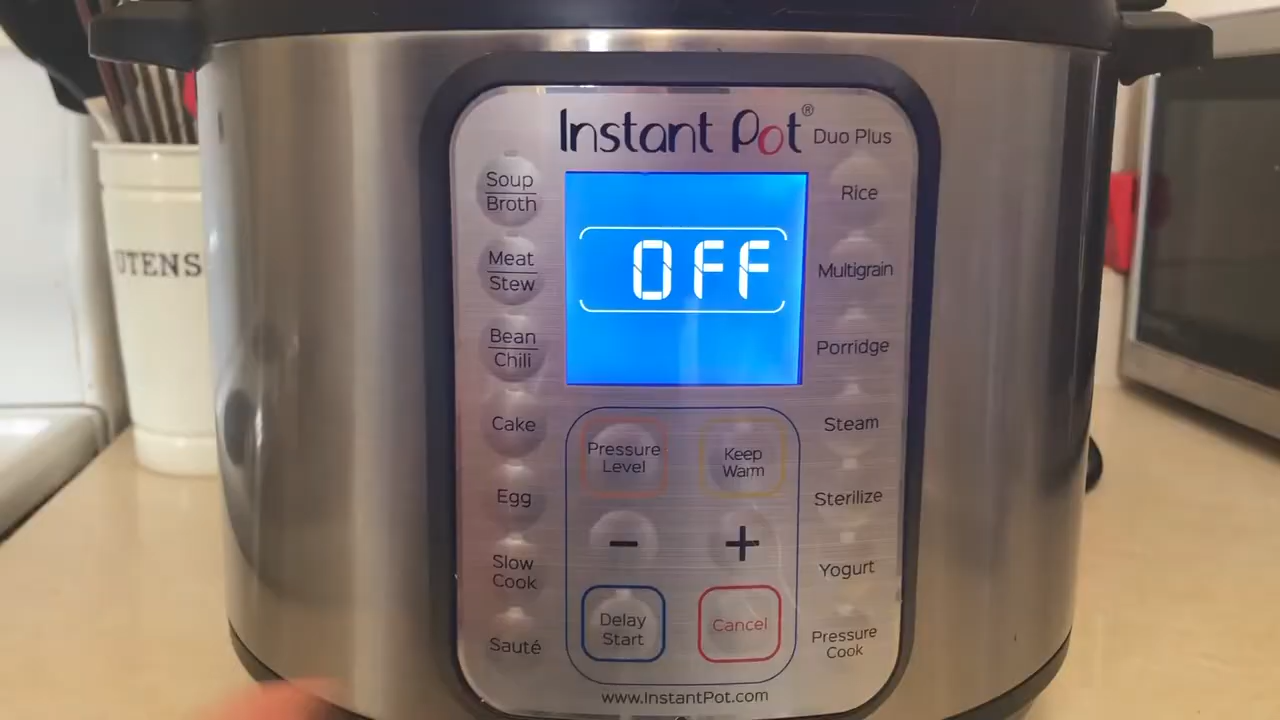 Instant Pot® Duo Plus
OFF
Soup
Broth
Meat
Stew
Bean
Chili
Cake
Egg
Slow
Cook
Sauté
Pressure
Level
Keep
Warm
−
+
Delay
Start
Cancel
Rice
Multigrain
Porridge
Steam
Sterilize
Yogurt
Pressure
Cook
www.InstantPot.com
UTENS